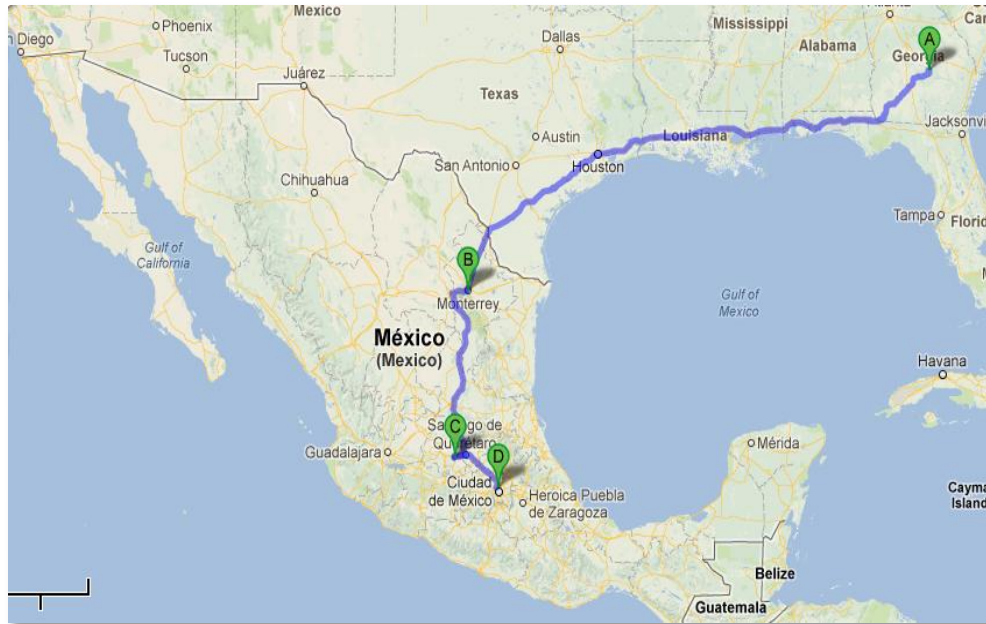 Mexico
Phoenix
n Diego
Tucson
Juárez
Dallas
Mississippi
Alabama
Georgia
A
Car
Texas
Austin
Louisiana
Jacksonvi
San Antonio
Houston
Chihuahua
Tampa
Florid
Gulf of
California
B
Monterrey
Gulf of
Mexico
México
(Mexico)
Havana
C
Guadalajara
D
Mérida
Ciudad
de México
Heroica Puebla
de Zaragoza
Cayma
Island
Belize
Guatemala